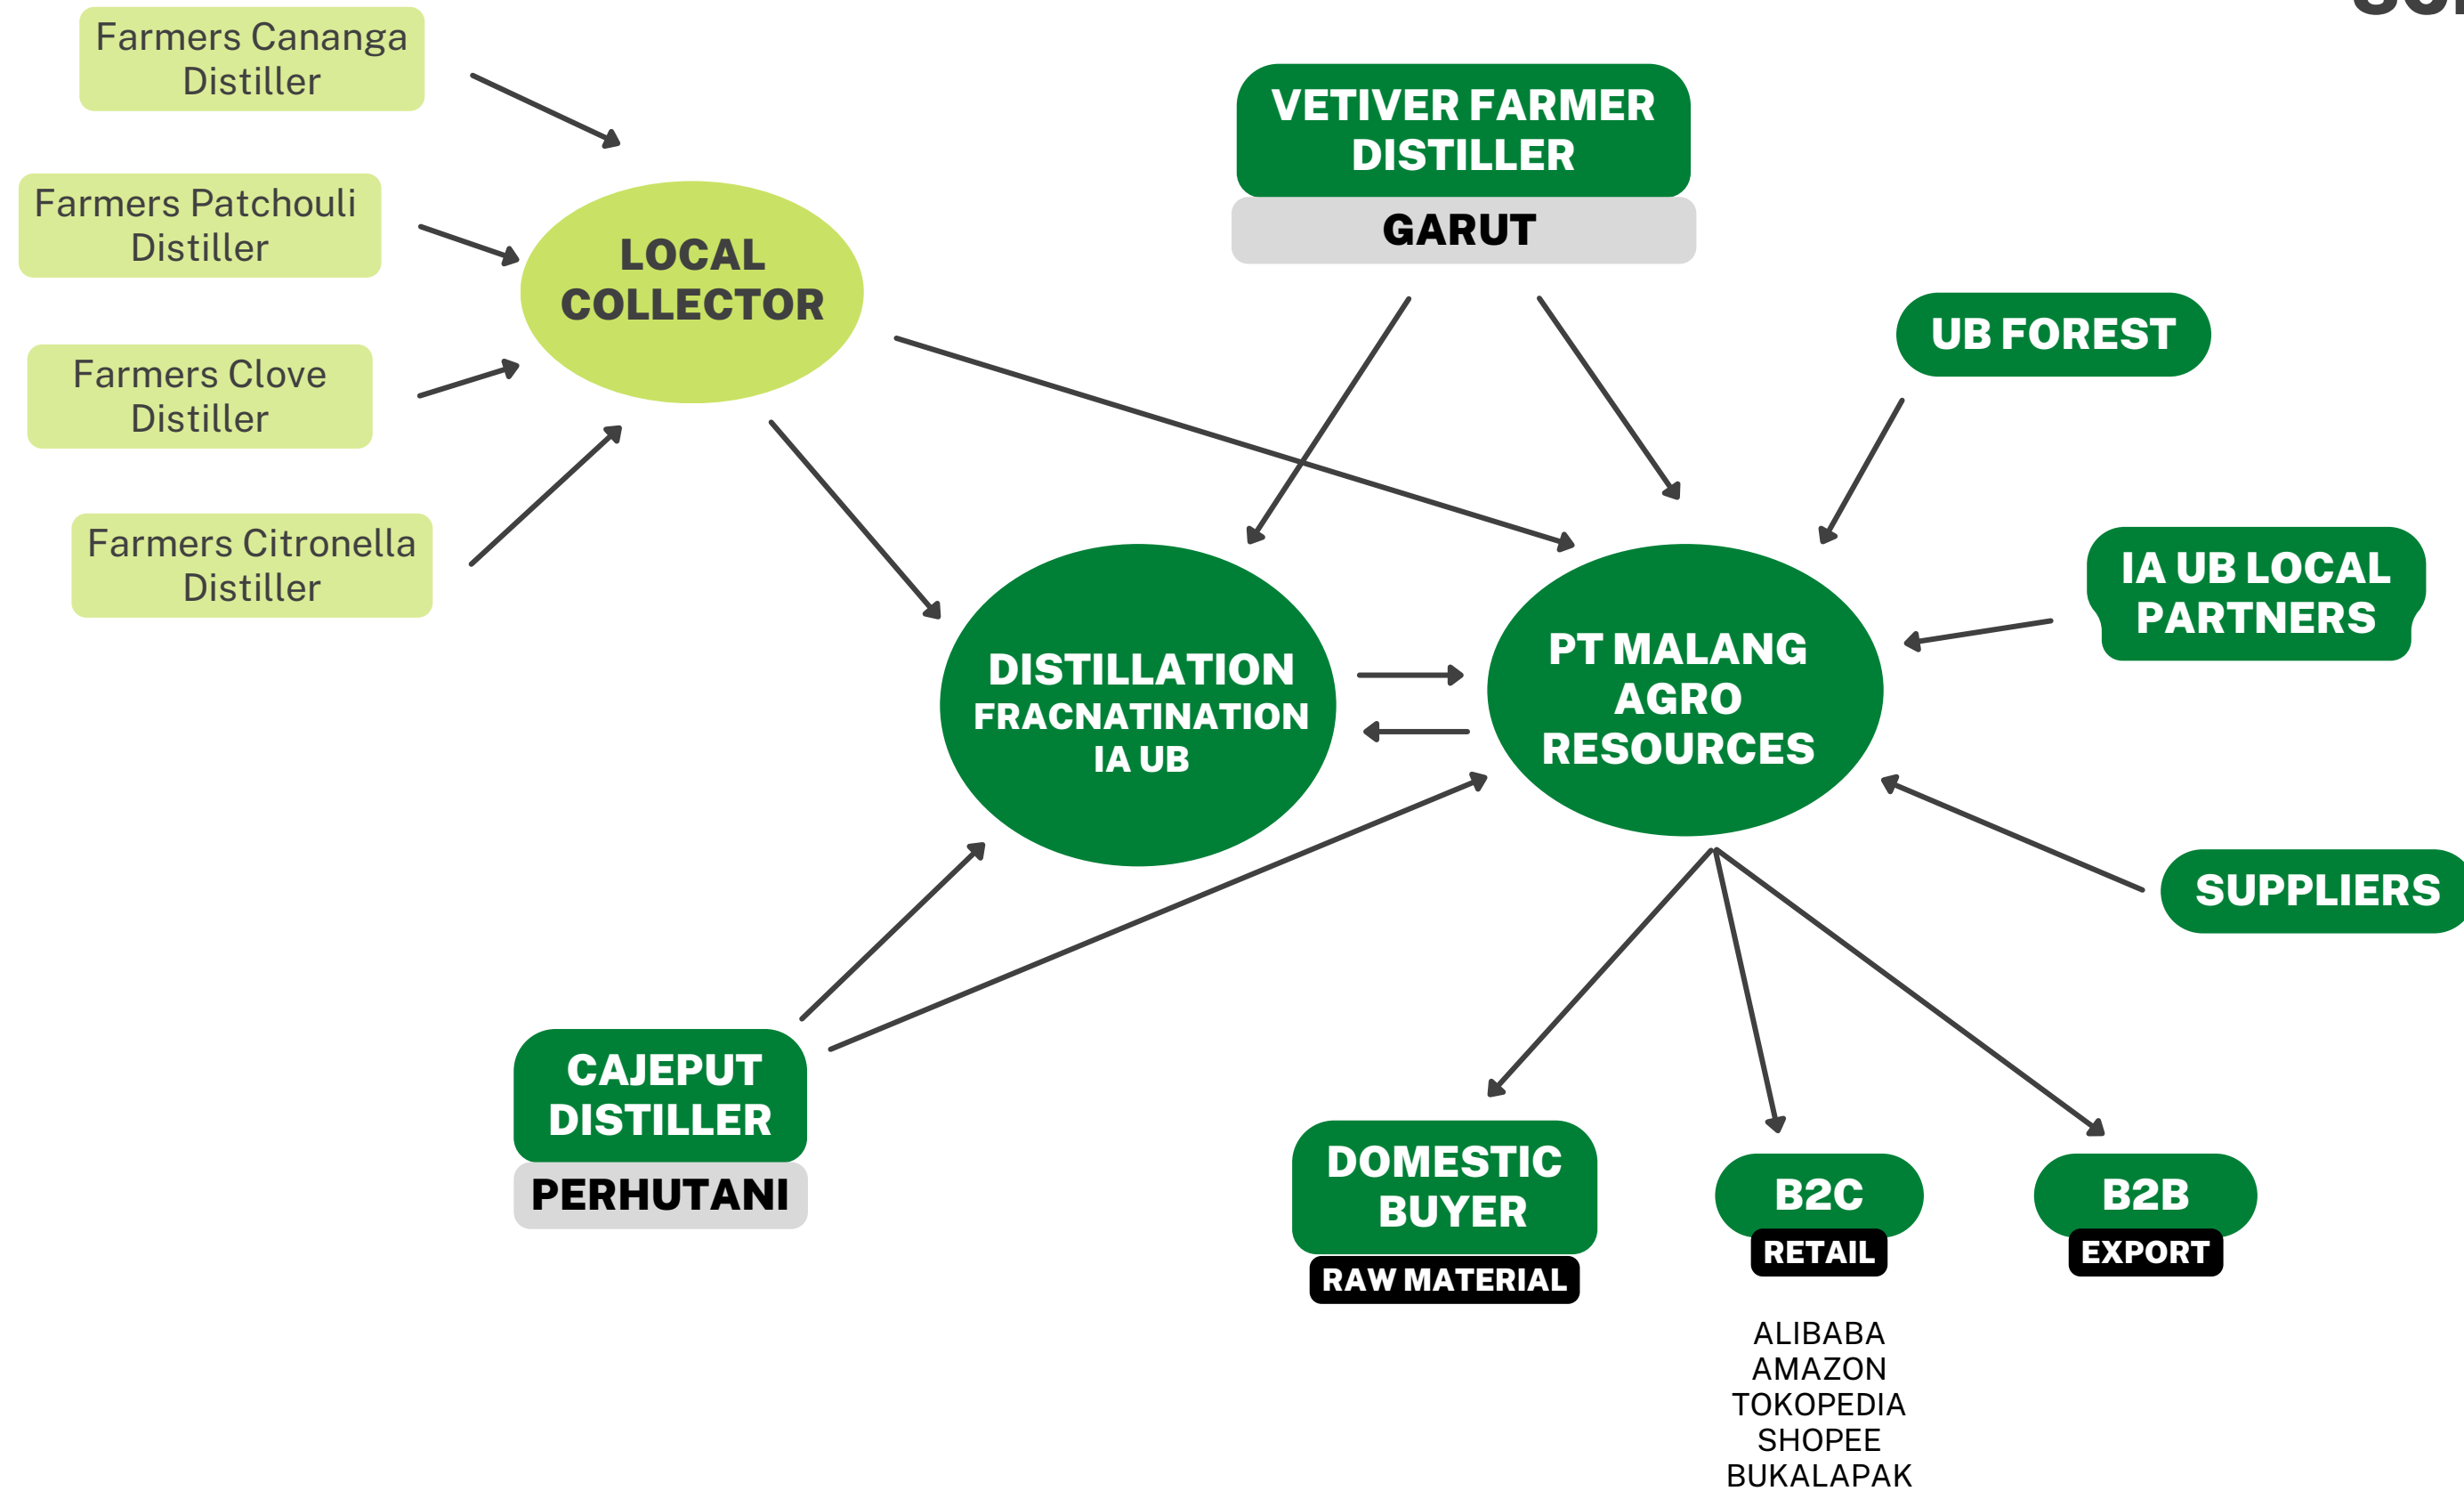 Farmers Cananga
Distiller
Farmers Patchouli
Distiller
Farmers Clove
Distiller
Farmers Citronella
Distiller
LOCAL
COLLECTOR
VETIVER FARMER
DISTILLER
GARUT
UB FOREST
IA UB LOCAL
PARTNERS
DISTILLATION
FRACNATINATION
IA UB
PT MALANG
AGRO
RESOURCES
SUPPLIERS
CAJEPUT
DISTILLER
PERHUTANI
DOMESTIC
BUYER
RAW MATERIAL
B2C
RETAIL
B2B
EXPORT
ALIBABA
AMAZON
TOKOPEDIA
SHOPEE
BUKALAPAK